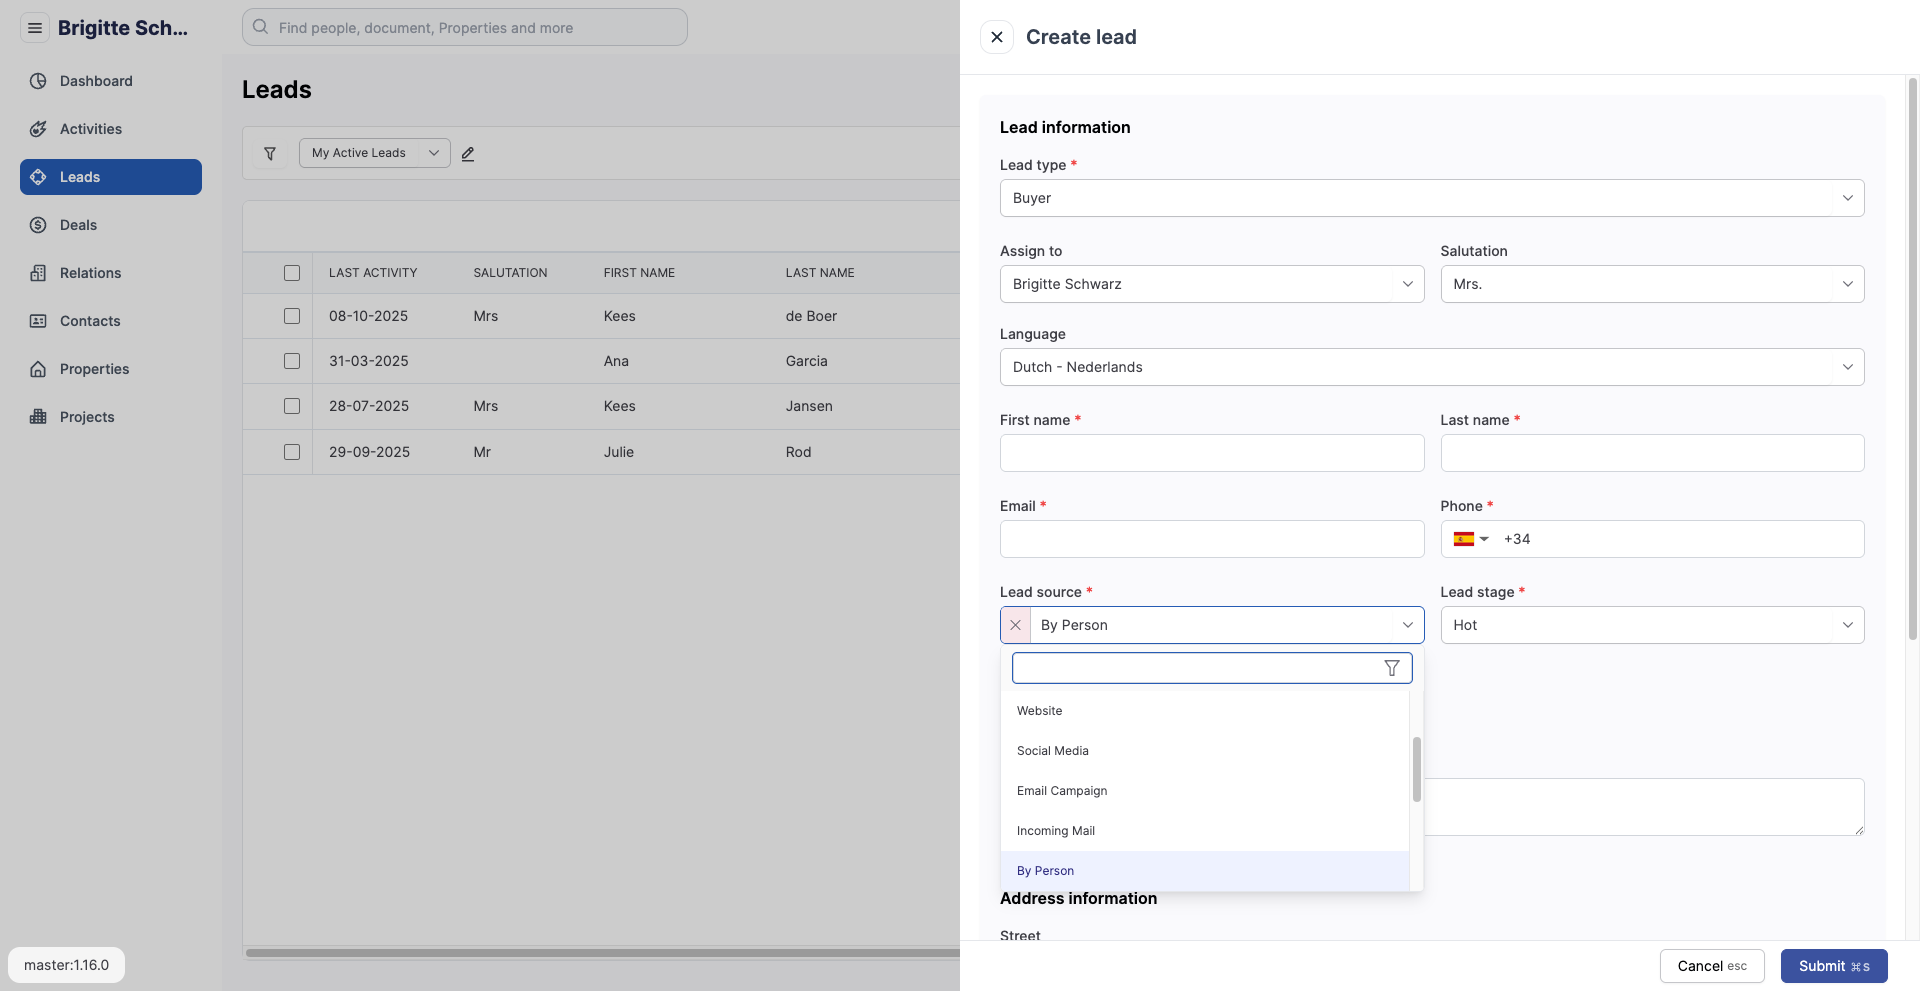 Brigitte Sch...
Find people, document, Properties and more
Dashboard
Activities
Leads
Deals
Relations
Contacts
Properties
Projects
master:1.16.0
Leads
My Active Leads
LAST ACTIVITY SALUTATION FIRST NAME LAST NAME
08-10-2025 Mrs Kees de Boer
31-03-2025 Ana Garcia
28-07-2025 Mrs Kees Jansen
29-09-2025 Mr Julie Rod
Create lead
Lead information
Lead type *
Buyer
Assign to Salutation
Brigitte Schwarz Mrs.
Language
Dutch - Nederlands
First name * Last name *
Email * Phone *
+34
Lead source * Lead stage *
By Person Hot
Website
Social Media
Email Campaign
Incoming Mail
By Person
Address information
Street
Cancel esc Submit ⌘S